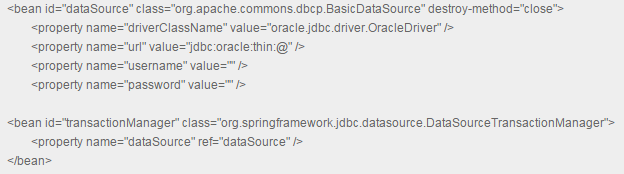 <bean id="dataSource" class="org.apache.commons.dbcp.BasicDataSource" destroy-method="close">
<property name="driverClassName" value="oracle.jdbc.driver.OracleDriver" />
<property name="url" value="jdbc:oracle:thin:@" />
<property name="username" value="" />
<property name="password" value="" />
<bean id="transactionManager" class="org.springframework.jdbc.datasource.DataSourceTransactionManager">
<property name="dataSource" ref="dataSource" />
</bean>